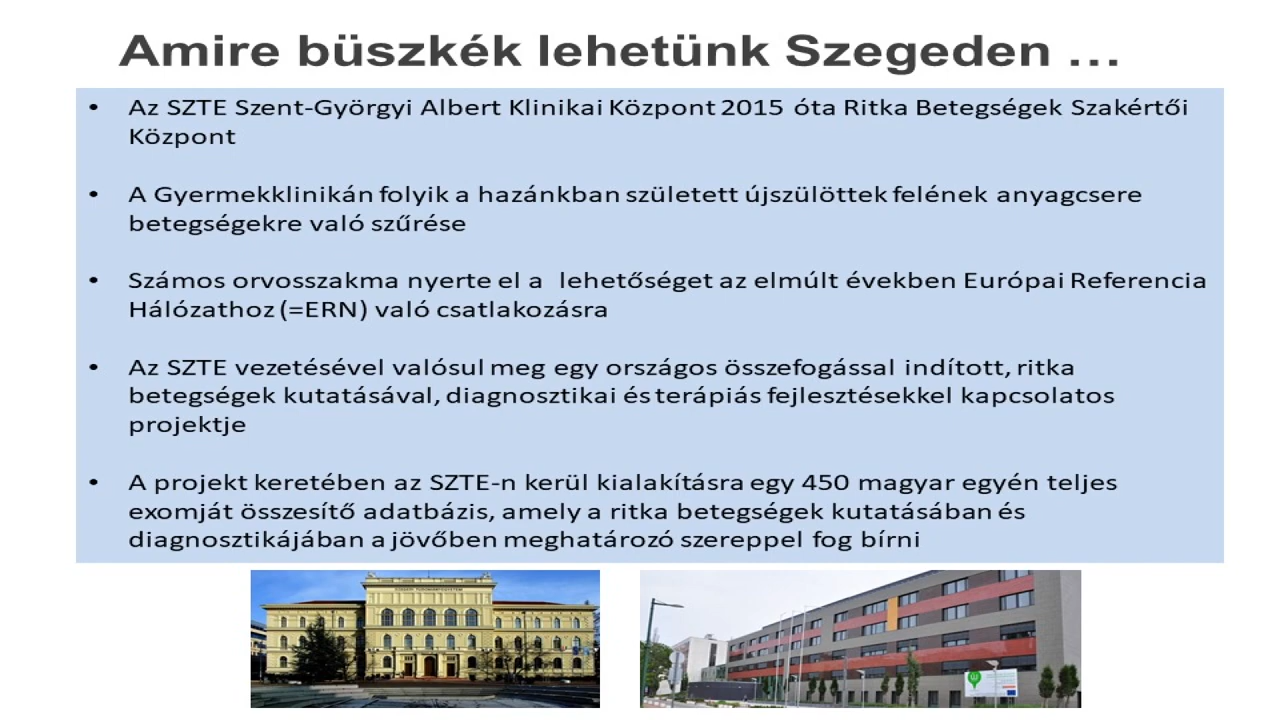 Amire büszkék lehetünk Szegeden ...
• Az SZTE Szent-Györgyi Albert Klinikai Központ 2015 óta Ritka Betegségek Szakértői
Központ
• A Gyermekklinikán folyik a hazánkban született újszülöttek felének anyagcsere
betegségekre való szűrése
• Számos orvosszakma nyerte el a lehetőséget az elmúlt években Európai Referencia
Hálózathoz (=ERN) való csatlakozásra
• Az SZTE vezetésével valósul meg egy országos összefogással indított, ritka
betegségek kutatásával, diagnosztikai és terápiás fejlesztésekkel kapcsolatos
projektje
• A projekt keretében az SZTE-n kerül kialakításra egy 450 magyar egyén teljes
exomját összesítő adatbázis, amely a ritka betegségek kutatásában és
diagnosztikájában a jövőben meghatározó szereppel fog bírni